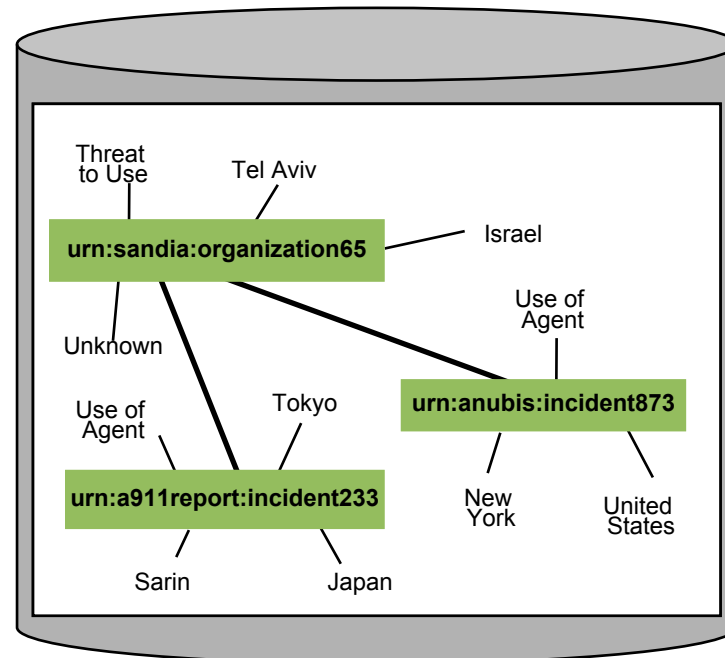 Threat
to Use
Tel Aviv
urn:sandia:organization65
Israel
Unknown
Use of
Agent
urn:anubis:incident873
Use of
Agent
Tokyo
urn:a911report:incident233
New
York
United
States
Sarin
Japan